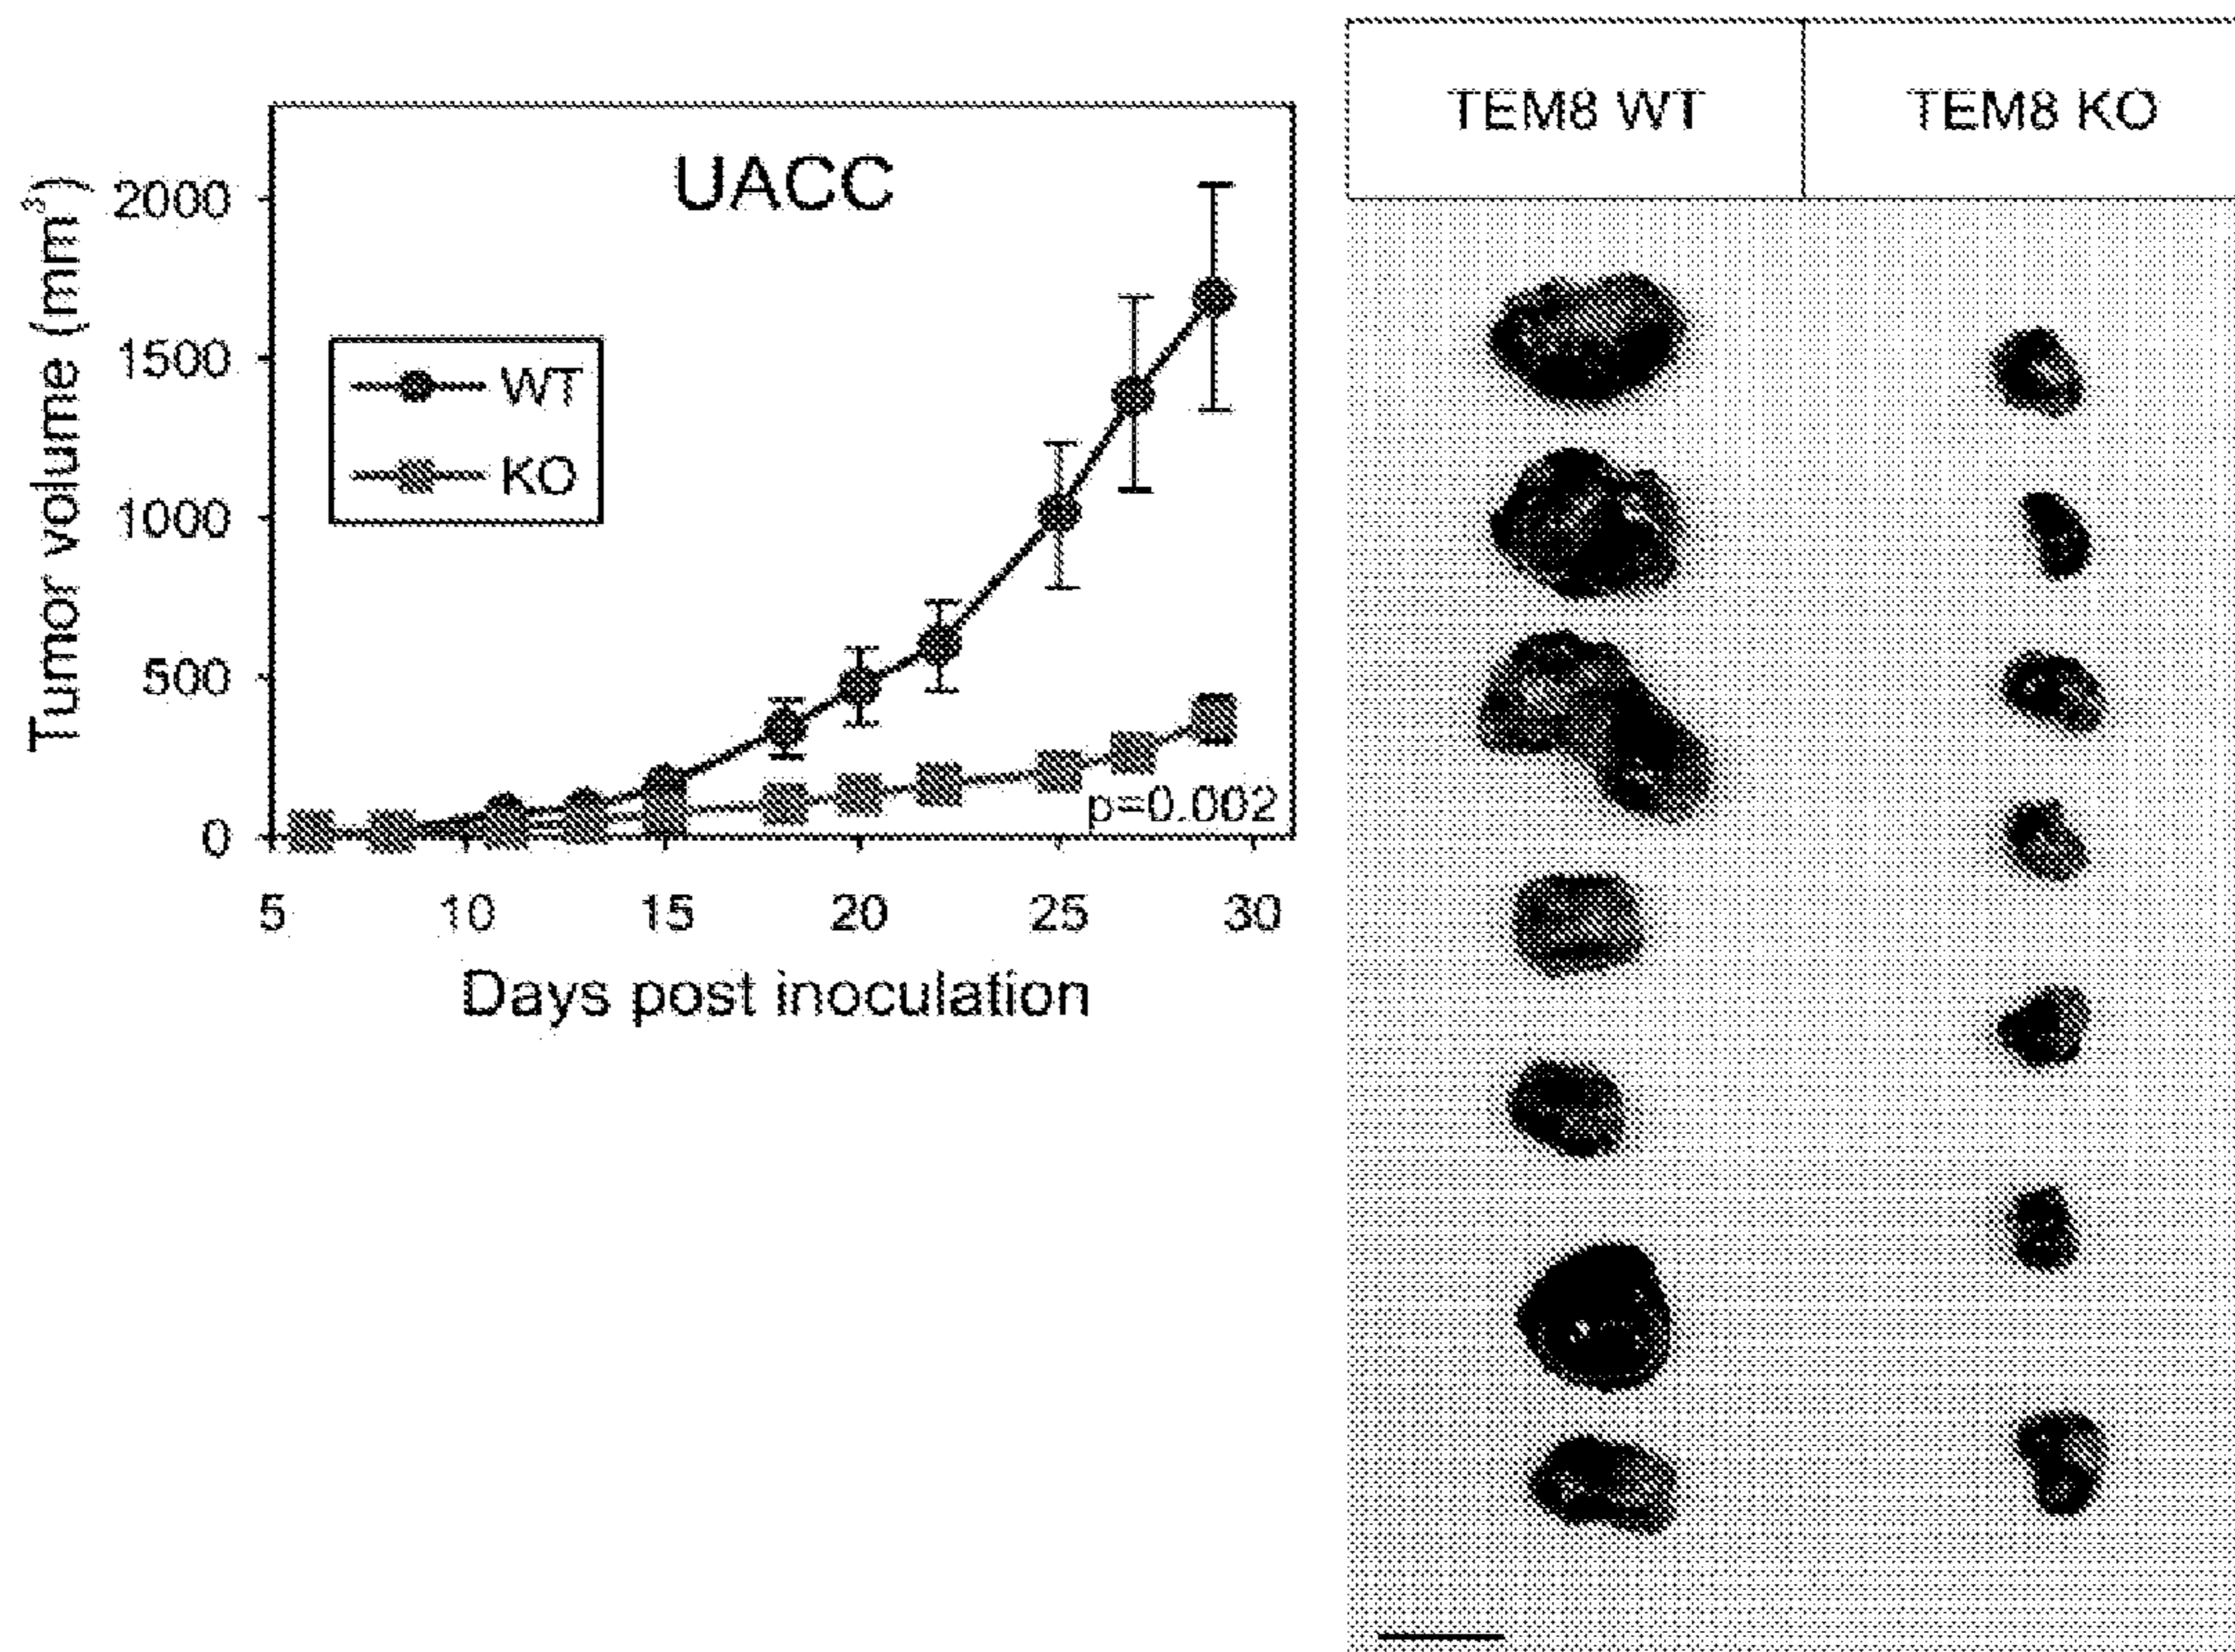 UACC
Tumor volume (mm³)
2000
1500
1000
500
0
WT
KO
p=0.002
5 10 15 20 25 30
Days post inoculation
TEM8 WT TEM8 KO